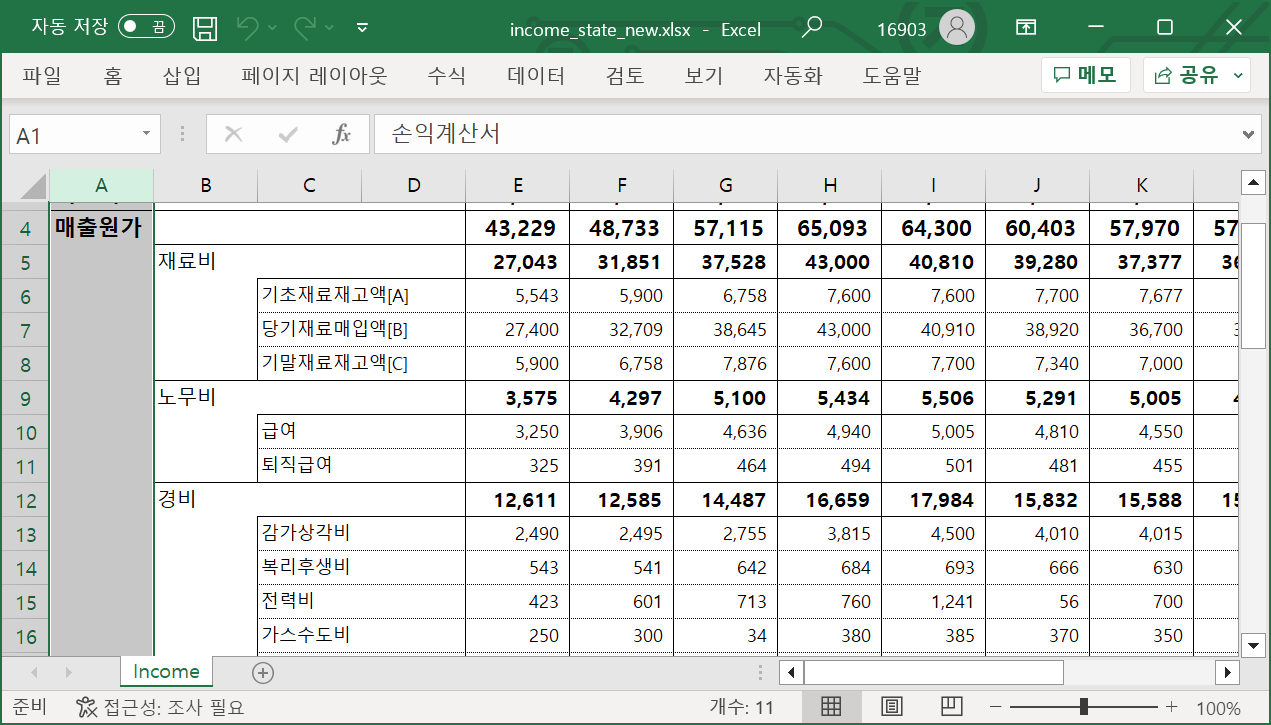 자동 저장 끔 income_state_new.xlsx - Excel 16903
파일 홈 삽입 페이지 레이아웃 수식 데이터 검토 보기 자동화 도움말 메모 공유
A1 fx 손익계산서
A B C D E F G H I J K
4 매출원가 43,229 48,733 57,115 65,093 64,300 60,403 57,970 57
5 재료비 27,043 31,851 37,528 43,000 40,810 39,280 37,377
6 기초재료재고액[A] 5,543 5,900 6,758 7,600 7,600 7,700 7,677
7 당기재료매입액[B] 27,400 32,709 38,645 43,000 40,910 38,920 36,700
8 기말재료재고액[C] 5,900 6,758 7,876 7,600 7,700 7,340 7,000
9 노무비 3,575 4,297 5,100 5,434 5,506 5,291 5,005
10 급여 3,250 3,906 4,636 4,940 5,005 4,810 4,550
11 퇴직급여 325 391 464 494 501 481 455
12 경비 12,611 12,585 14,487 16,659 17,984 15,832 15,588
13 감가상각비 2,490 2,495 2,755 3,815 4,500 4,010 4,015
14 복리후생비 543 541 642 684 693 666 630
15 전력비 423 601 713 760 1,241 56 700
16 가스수도비 250 300 34 380 385 370 350
Income
준비 접근성: 조사 필요 개수: 11 100%